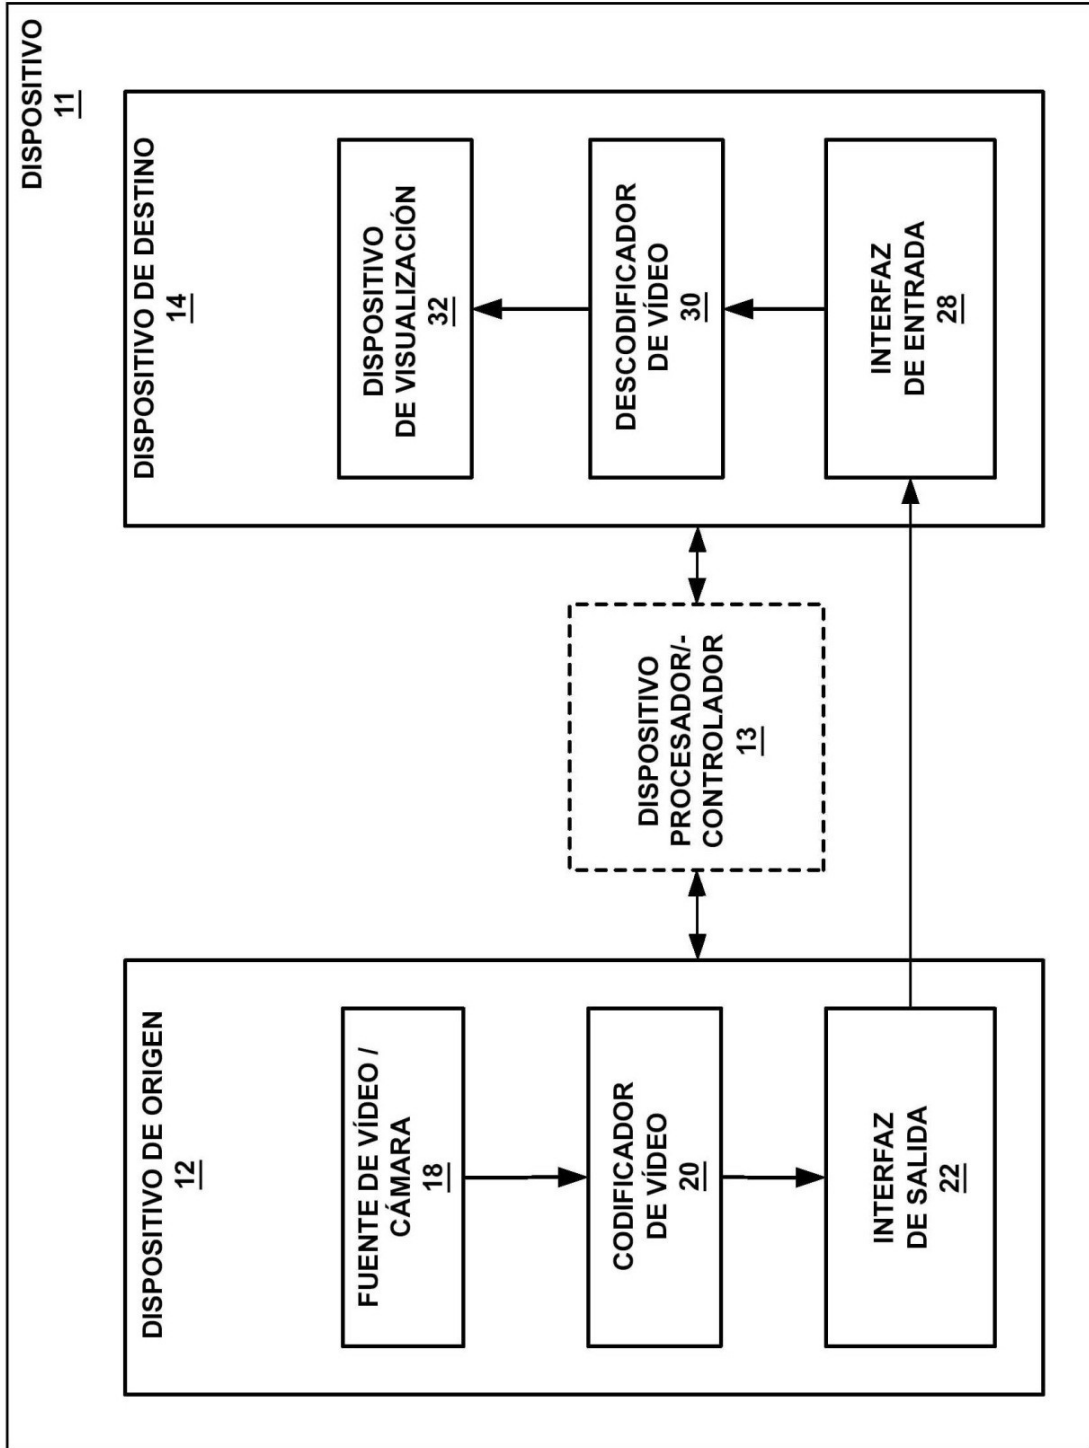 DISPOSITIVO
11
DISPOSITIVO DE ORIGEN
12
FUENTE DE VÍDEO /
CÁMARA
18
CODIFICADOR
DE VÍDEO
20
INTERFAZ
DE SALIDA
22
DISPOSITIVO
PROCESADOR/-
CONTROLADOR
13
DISPOSITIVO DE DESTINO
14
DISPOSITIVO
DE VISUALIZACIÓN
32
DESCODIFICADOR
DE VÍDEO
30
INTERFAZ
DE ENTRADA
28